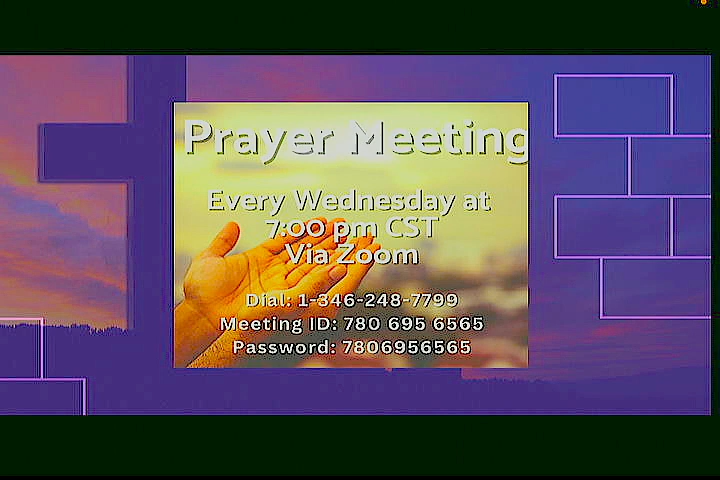 Prayer Meeting
Every Wednesday at
7:00 pm CST
Via Zoom
Dial: 1-346-248-7799
Meeting ID: 780 695 6565
Password: 7806956565